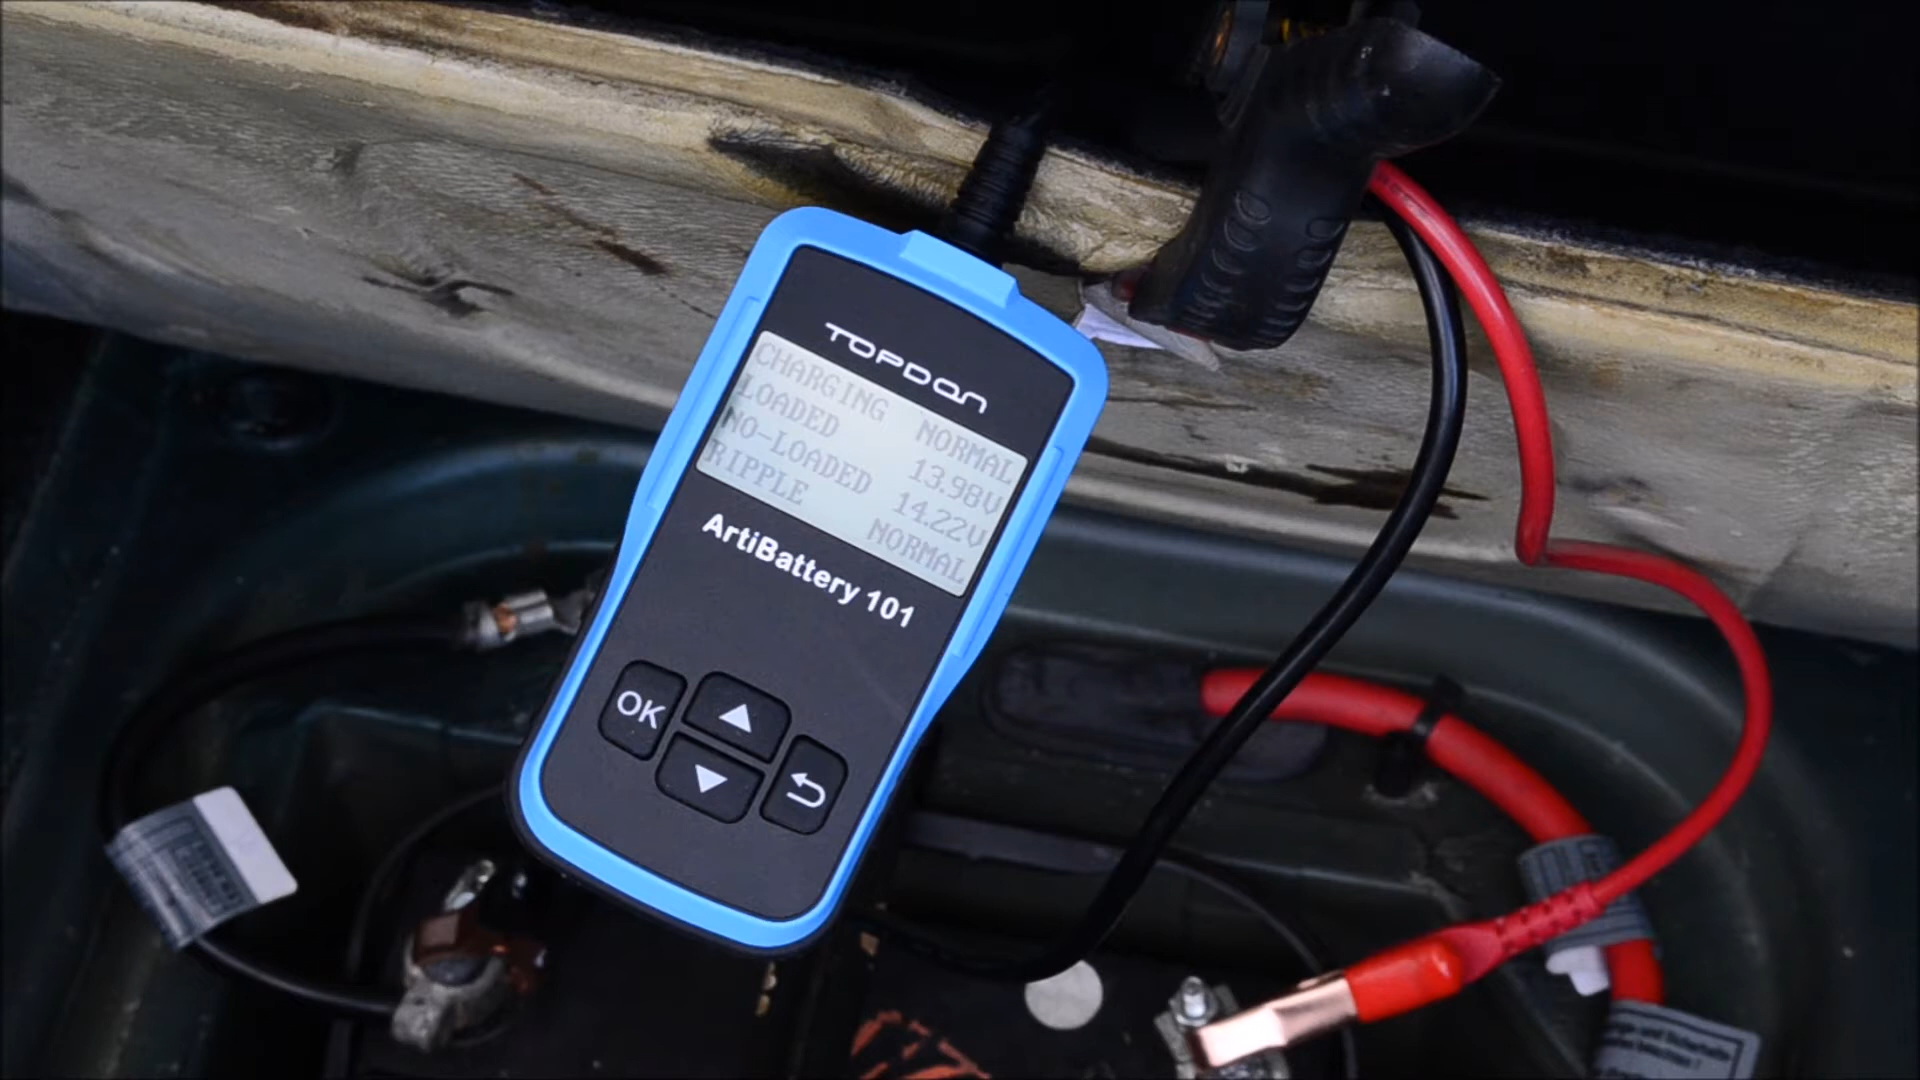 TOPDON
CHARGING NORMAL
LOADED 13.98V
NO-LOADED 14.22V
RIPPLE NORMAL
ArtiBattery 101
OK